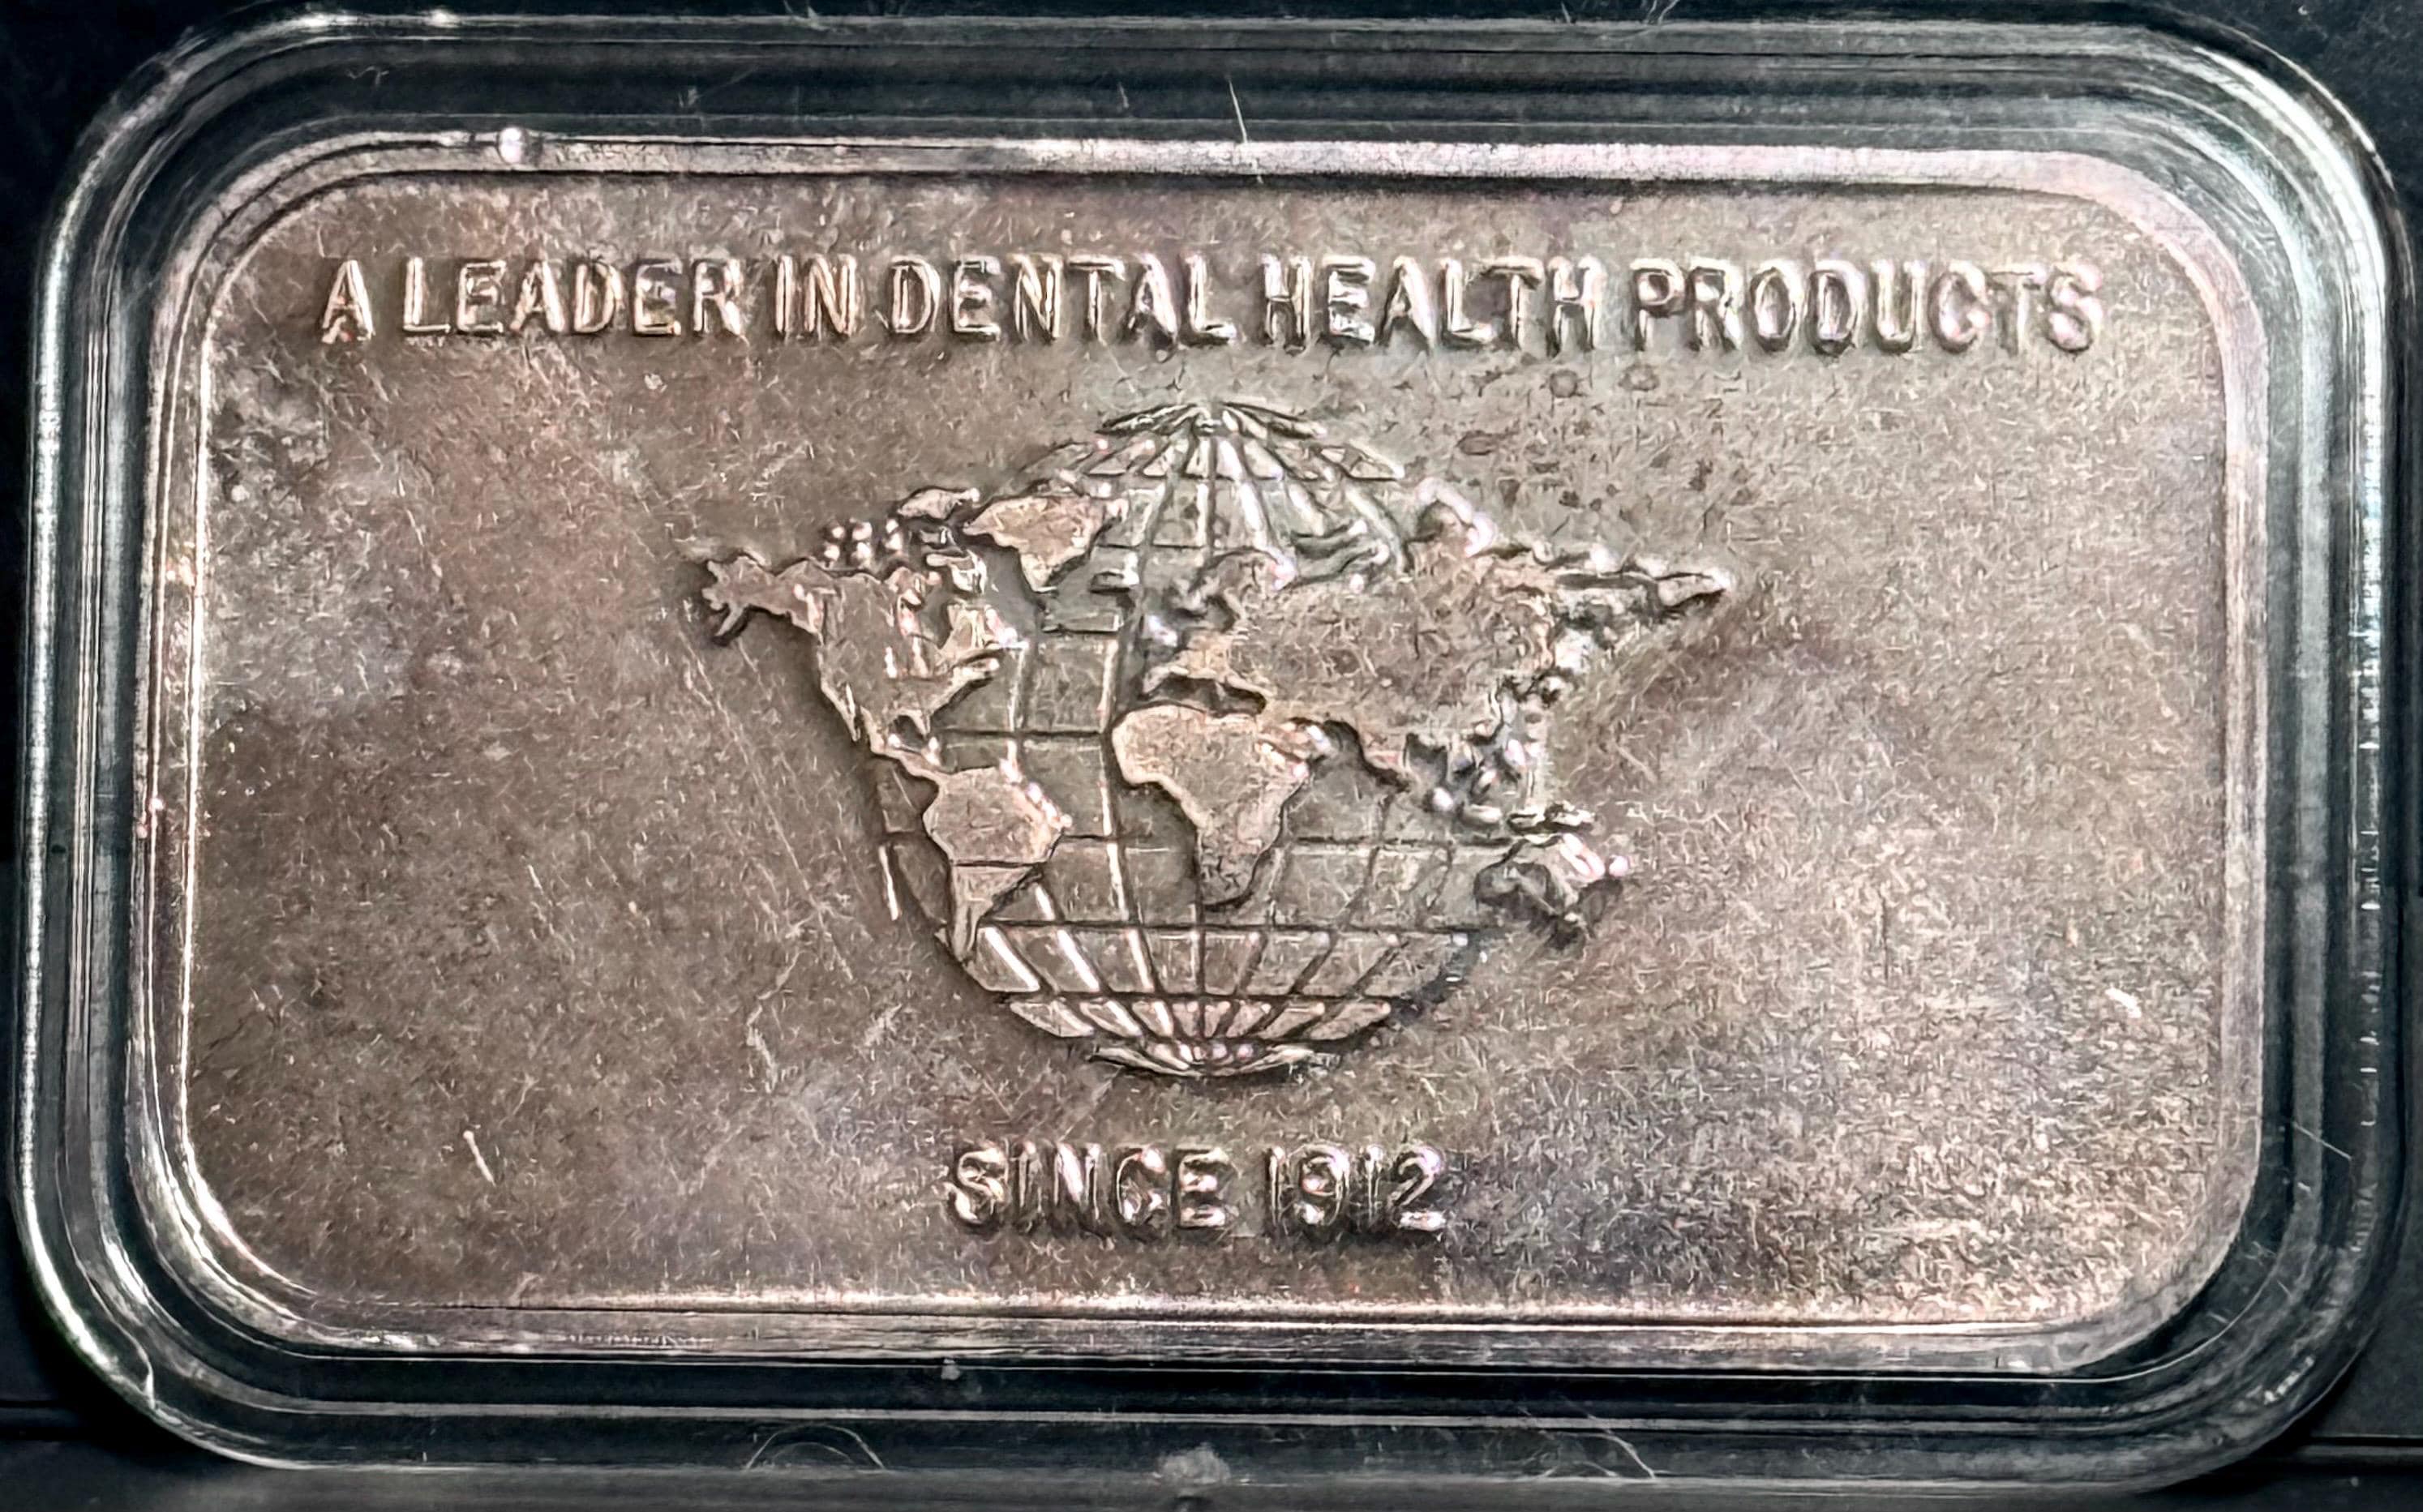 A LEADER IN DENTAL HEALTH PRODUCTS
SINCE 1912